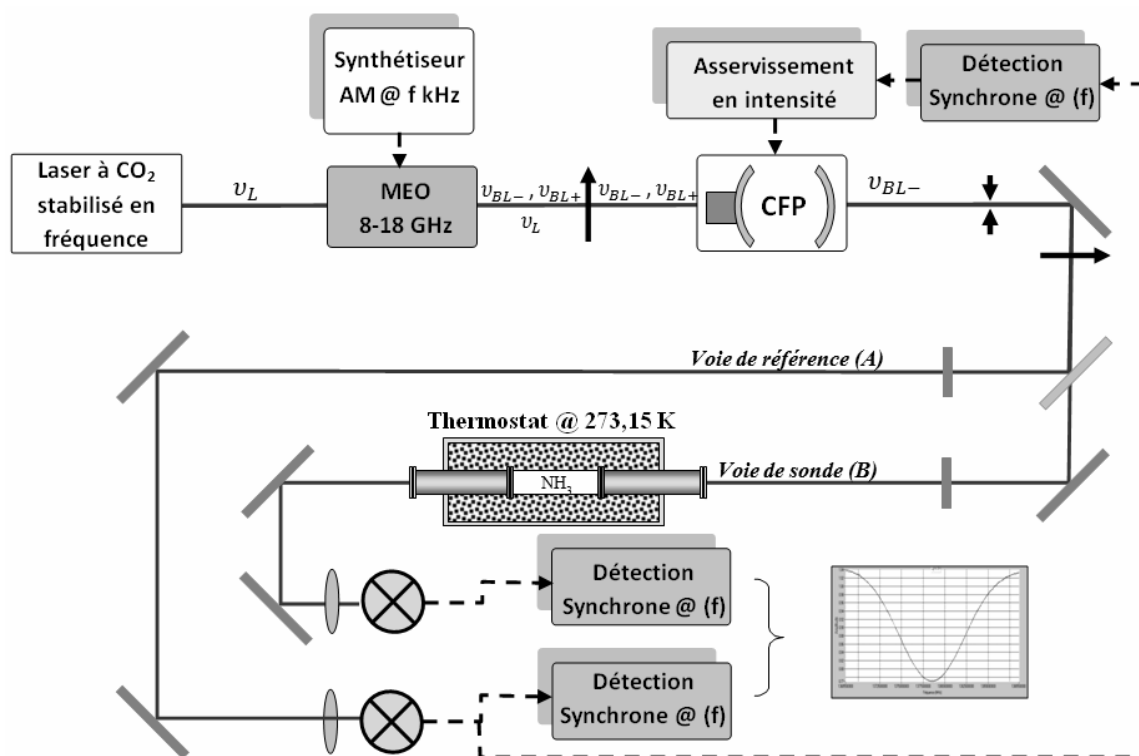 Synthétiseur
AM @ f kHz
Asservissement
en intensité
Détection
Synchrone @ (f)
Laser à CO₂
stabilisé en
fréquence
υ_L
MEO
8-18 GHz
υ_BL− , υ_BL+
υ_L
υ_BL− , υ_BL+
CFP
υ_BL−
Voie de référence (A)
Thermostat @ 273,15 K
NH₃
Voie de sonde (B)
Détection
Synchrone @ (f)
Détection
Synchrone @ (f)